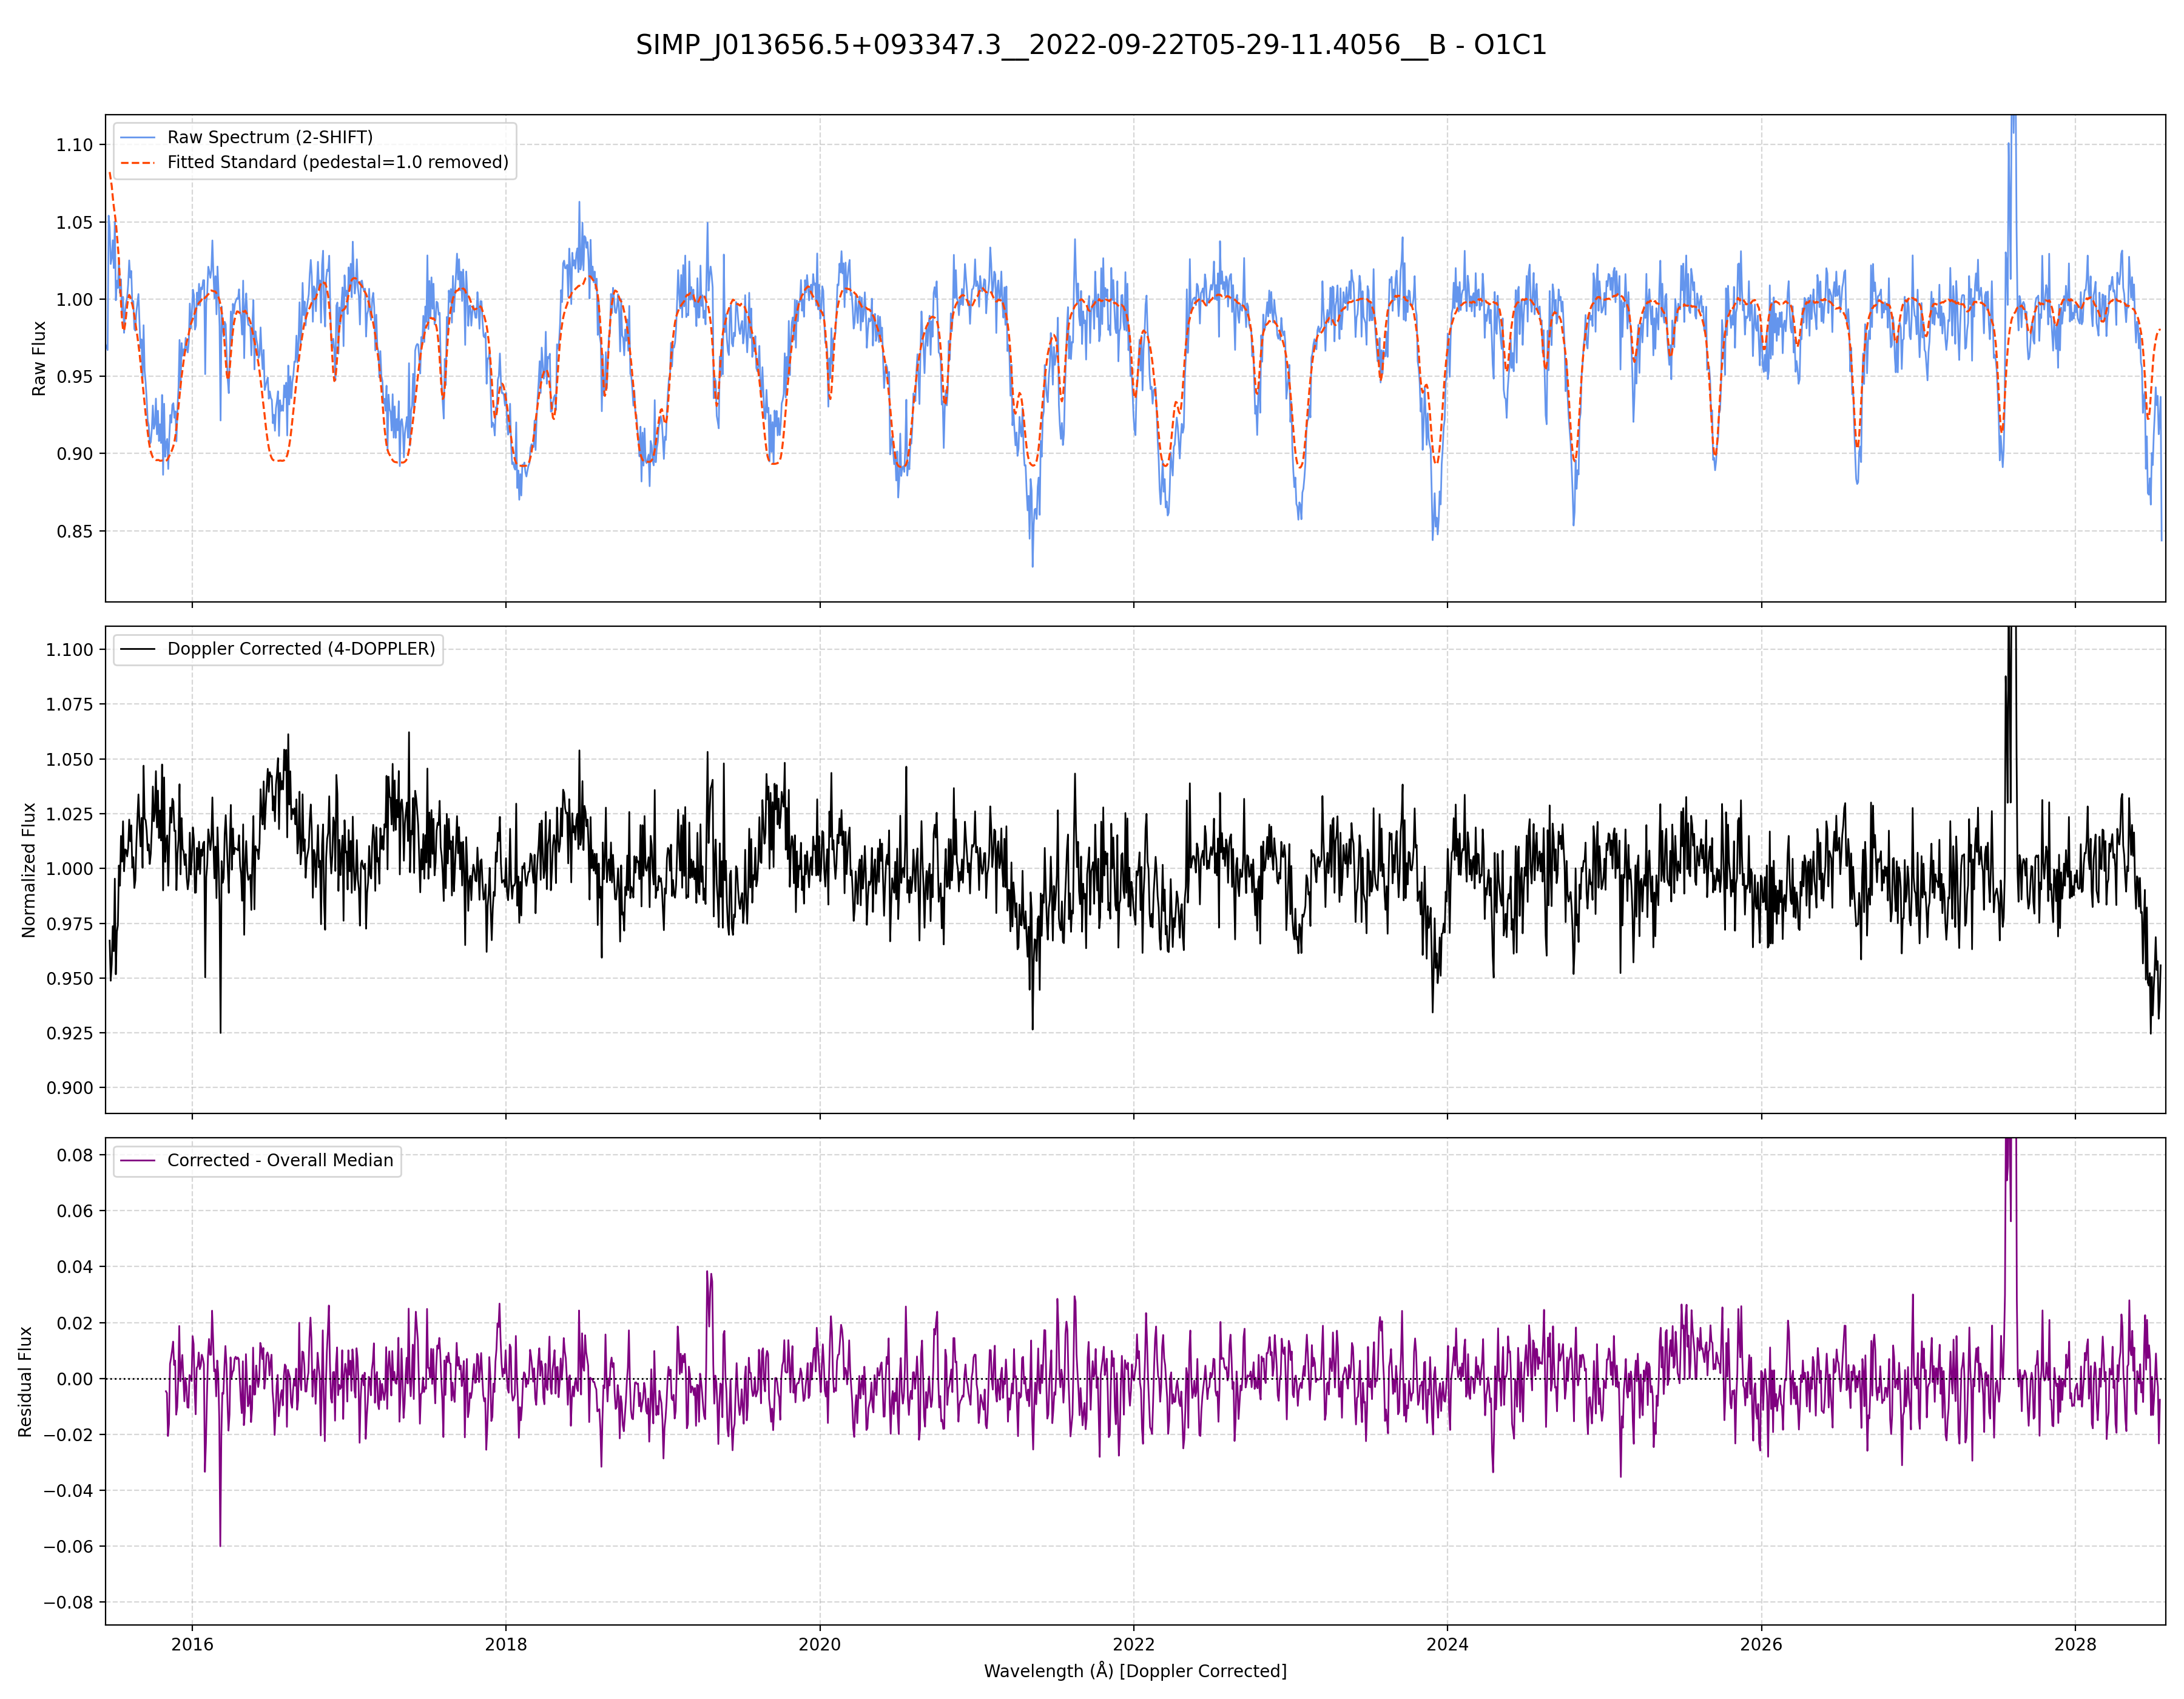 SIMP_J013656.5+093347.3__2022-09-22T05-29-11.4056__B - O1C1
Raw Spectrum (2-SHIFT)
Fitted Standard (pedestal=1.0 removed)
1.10
1.05
1.00
0.95
0.90
0.85
Raw Flux
Doppler Corrected (4-DOPPLER)
1.100
1.075
1.050
1.025
1.000
0.975
0.950
0.925
0.900
Normalized Flux
Corrected - Overall Median
0.08
0.06
0.04
0.02
0.00
−0.02
−0.04
−0.06
−0.08
Residual Flux
2016 2018 2020 2022 2024 2026 2028
Wavelength (Å) [Doppler Corrected]